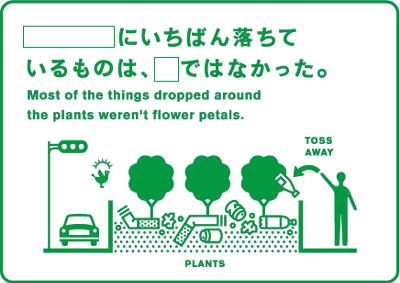 にいちばん落ちて
いるものは、 ではなかった。
Most of the things dropped around
the plants weren't flower petals.
TOSS
AWAY
PLANTS